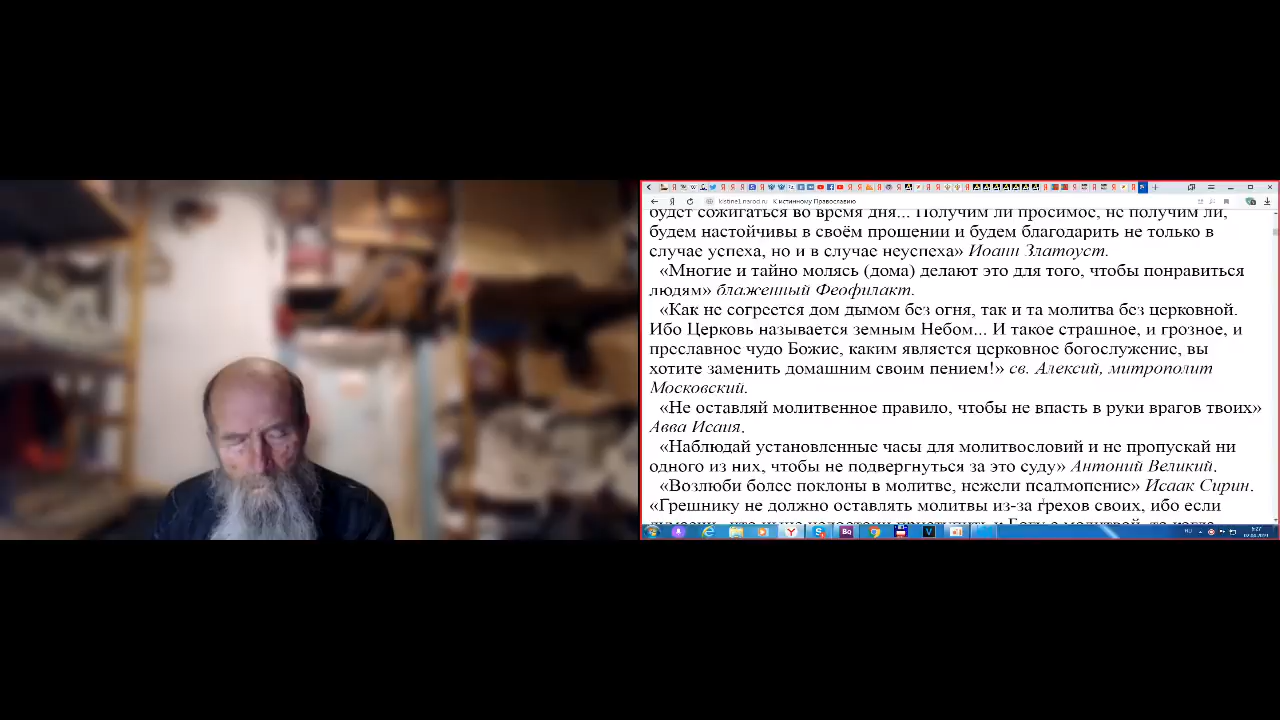 kistine1.narod.ru К истинному Православию
будет сожигаться во время дня... Получим ли просимое, не получим ли,
будем настойчивы в своём прошении и будем благодарить не только в
случае успеха, но и в случае неуспеха» Иоанн Златоуст.
«Многие и тайно молясь (дома) делают это для того, чтобы понравиться
людям» блаженный Феофилакт.
«Как не согреется дом дымом без огня, так и та молитва без церковной.
Ибо Церковь называется земным Небом... И такое страшное, и грозное, и
преславное чудо Божие, каким является церковное богослужение, вы
хотите заменить домашним своим пением!» св. Алексий, митрополит
Московский.
«Не оставляй молитвенное правило, чтобы не впасть в руки врагов твоих»
Авва Исаия.
«Наблюдай установленные часы для молитвословий и не пропускай ни
одного из них, чтобы не подвергнуться за это суду» Антоний Великий.
«Возлюби более поклоны в молитве, нежели псалмопение» Исаак Сирин.
«Грешнику не должно оставлять молитвы из-за грехов своих, ибо если